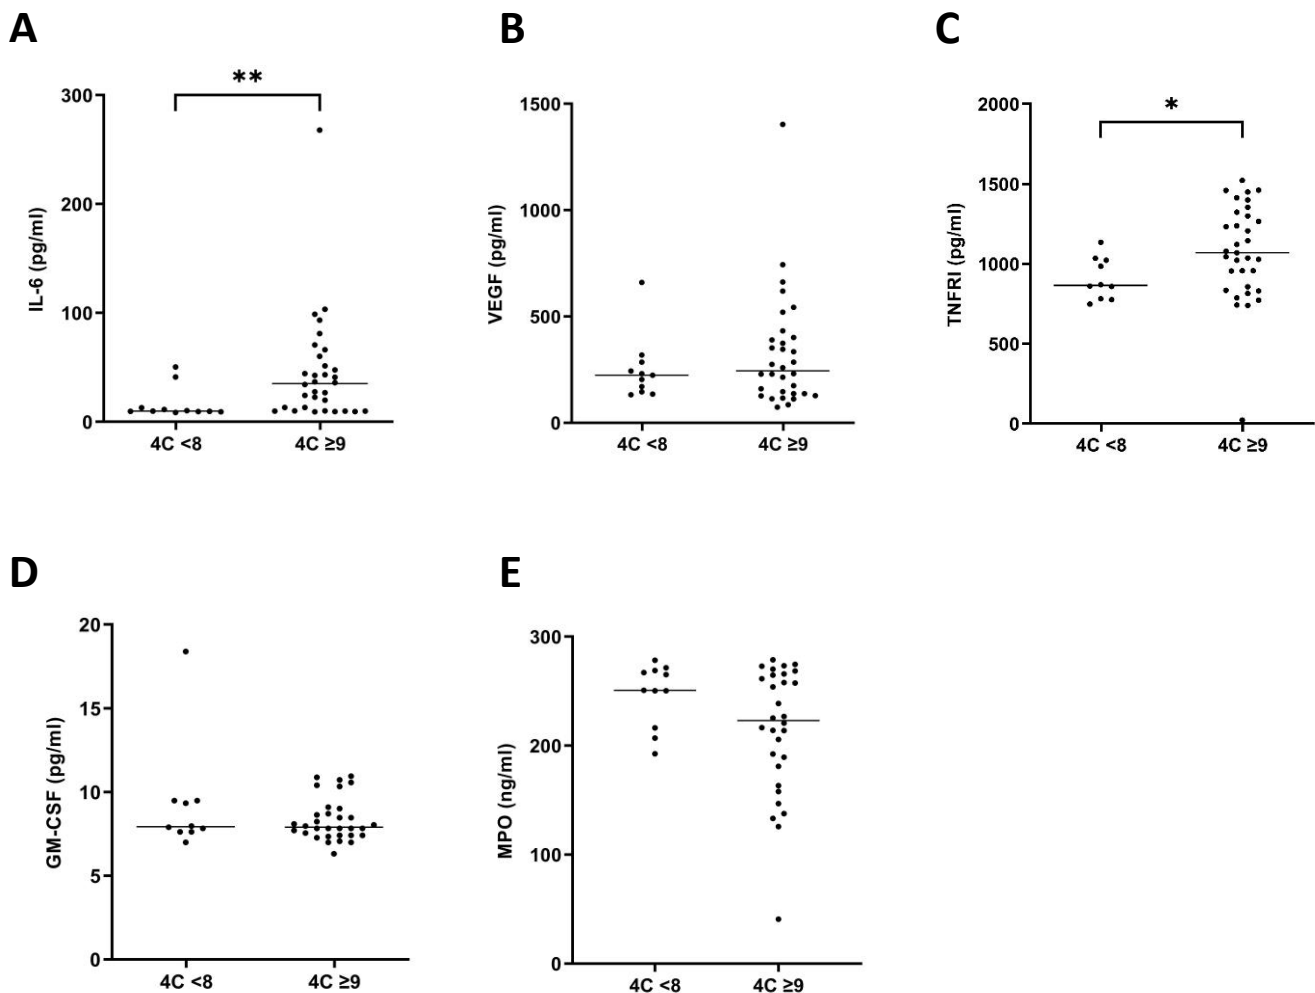 A
**
300
200
100
0
IL-6 (pg/ml)
4C <8
4C ≥9
B
1500
1000
500
0
VEGF (pg/ml)
4C <8
4C ≥9
C
*
2000
1500
1000
500
0
TNFRI (pg/ml)
4C <8
4C ≥9
D
20
15
10
5
0
GM-CSF (pg/ml)
4C <8
4C ≥9
E
300
200
100
0
MPO (ng/ml)
4C <8
4C ≥9